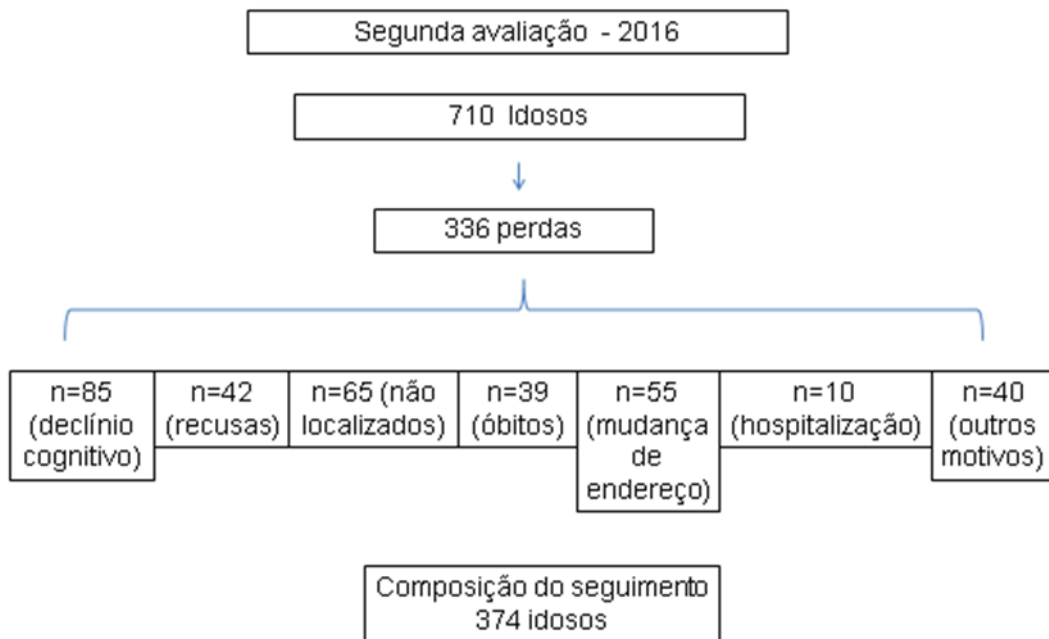 Segunda avaliação - 2016
710 Idosos
336 perdas
n=85
(declínio
cognitivo)
n=42
(recusas)
n=65 (não
localizados)
n=39
(óbitos)
n=55
(mudança
de
endereço)
n=10
(hospitalização)
n=40
(outros
motivos)
Composição do seguimento
374 idosos